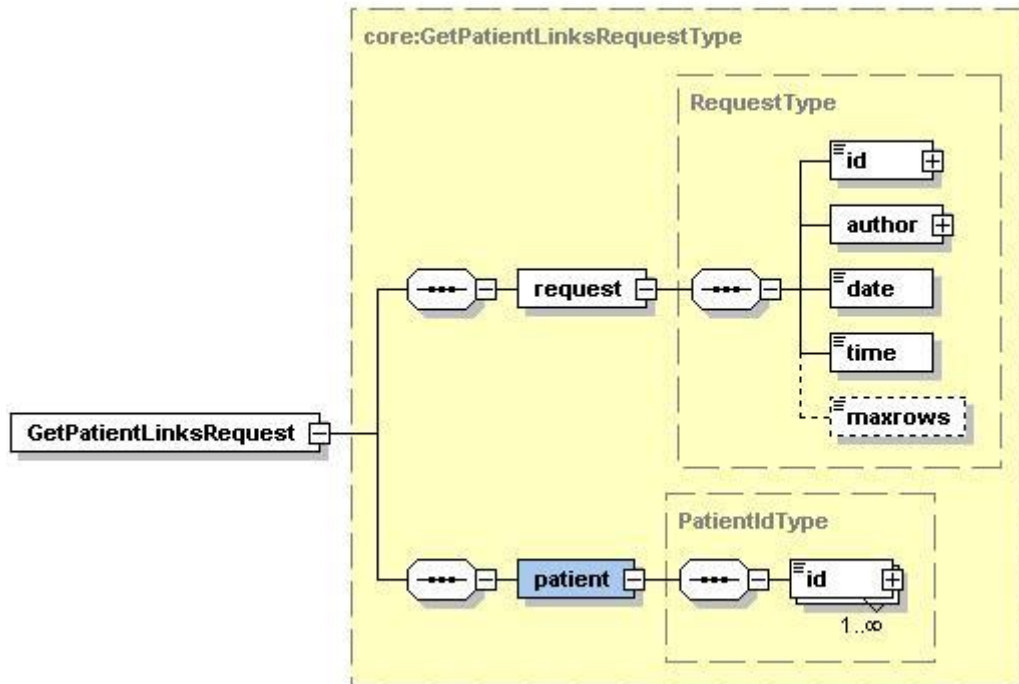 core:GetPatientLinksRequestType
RequestType
id
author
request
date
time
maxrows
GetPatientLinksRequest
PatientIdType
patient
id
1..∞